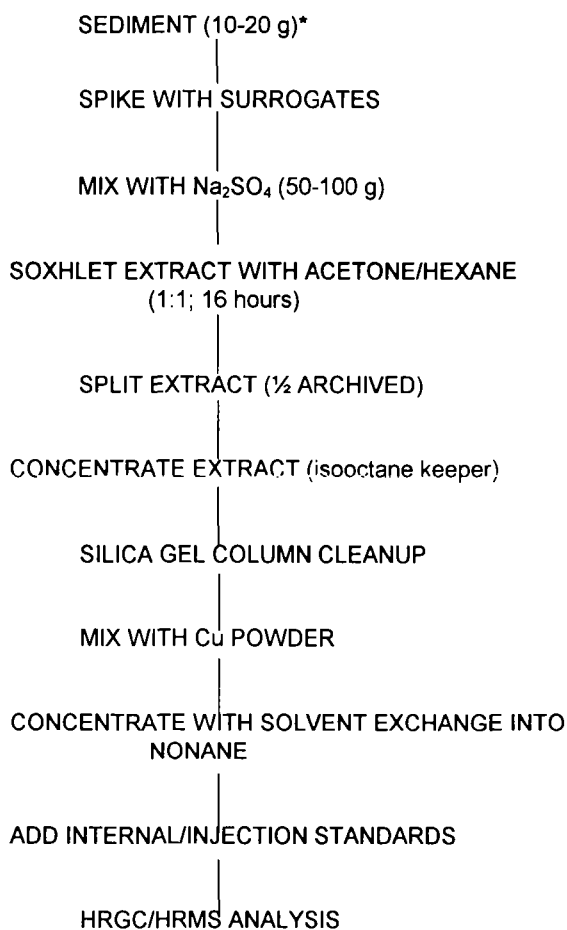 SEDIMENT (10-20 g)*
SPIKE WITH SURROGATES
MIX WITH Na₂SO₄ (50-100 g)
SOXHLET EXTRACT WITH ACETONE/HEXANE
(1:1; 16 hours)
SPLIT EXTRACT (½ ARCHIVED)
CONCENTRATE EXTRACT (isooctane keeper)
SILICA GEL COLUMN CLEANUP
MIX WITH Cu POWDER
CONCENTRATE WITH SOLVENT EXCHANGE INTO
NONANE
ADD INTERNAL/INJECTION STANDARDS
HRGC/HRMS ANALYSIS